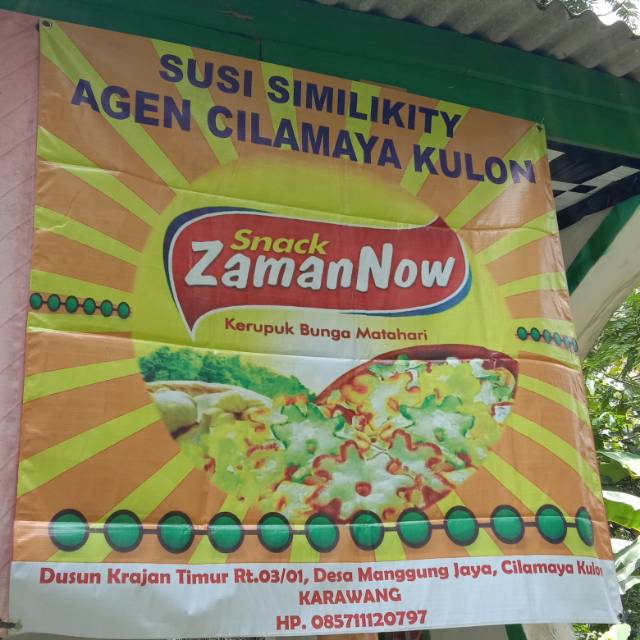 SUSI SIMILIKITY
AGEN CILAMAYA KULON
Snack
ZamanNow
Kerupuk Bunga Matahari
Dusun Krajan Timur Rt.03/01, Desa Manggung Jaya, Cilamaya Kulon
KARAWANG
HP. 085711120797